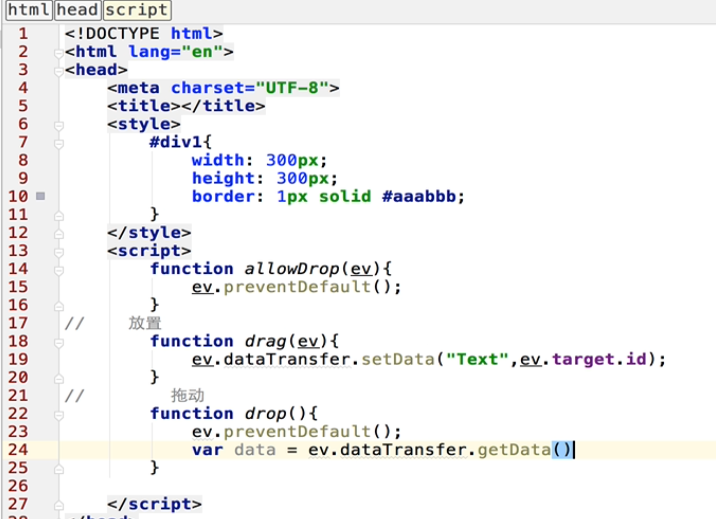 html head script
1 <!DOCTYPE html>
2 <html lang="en">
3 <head>
4 <meta charset="UTF-8">
5 <title></title>
6 <style>
7 #div1{
8 width: 300px;
9 height: 300px;
10 border: 1px solid #aaabbb;
11 }
12 </style>
13 <script>
14 function allowDrop(ev){
15 ev.preventDefault();
16 }
17 // 放置
18 function drag(ev){
19 ev.dataTransfer.setData("Text",ev.target.id);
20 }
21 // 拖动
22 function drop(){
23 ev.preventDefault();
24 var data = ev.dataTransfer.getData()
25 }
26
27 </script>